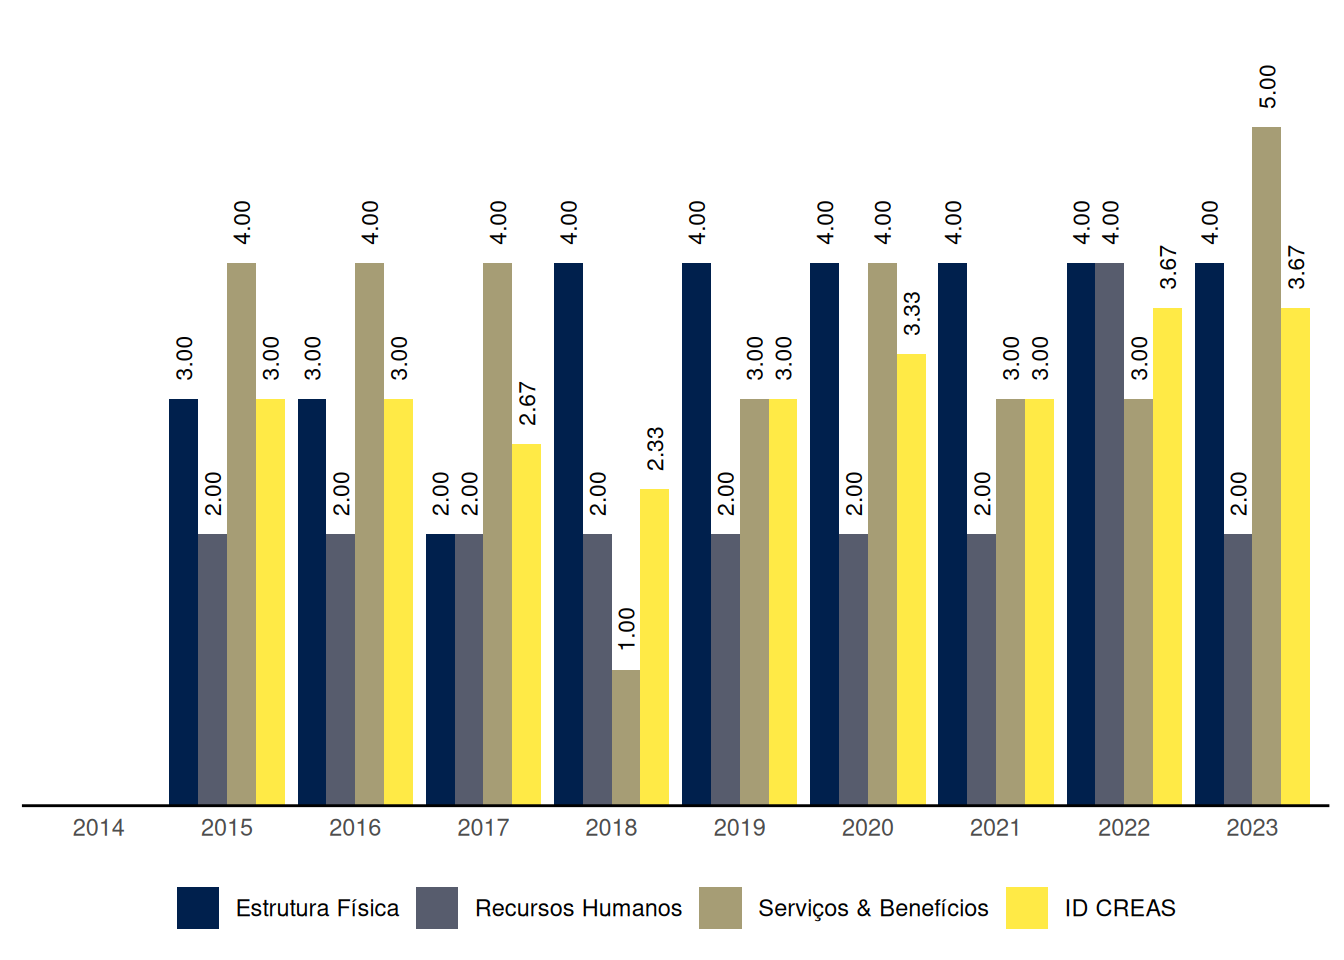 5.00
4.00 4.00 4.00 4.00 4.00 4.00 4.00 4.00 4.00 4.00 4.00
3.67 3.67
3.33
3.00 3.00 3.00 3.00 3.00 3.00 3.00 3.00 3.00
2.67
2.33
2.00 2.00 2.00 2.00 2.00 2.00 2.00 2.00 2.00
1.00
2014 2015 2016 2017 2018 2019 2020 2021 2022 2023
Estrutura Física Recursos Humanos Serviços & Benefícios ID CREAS